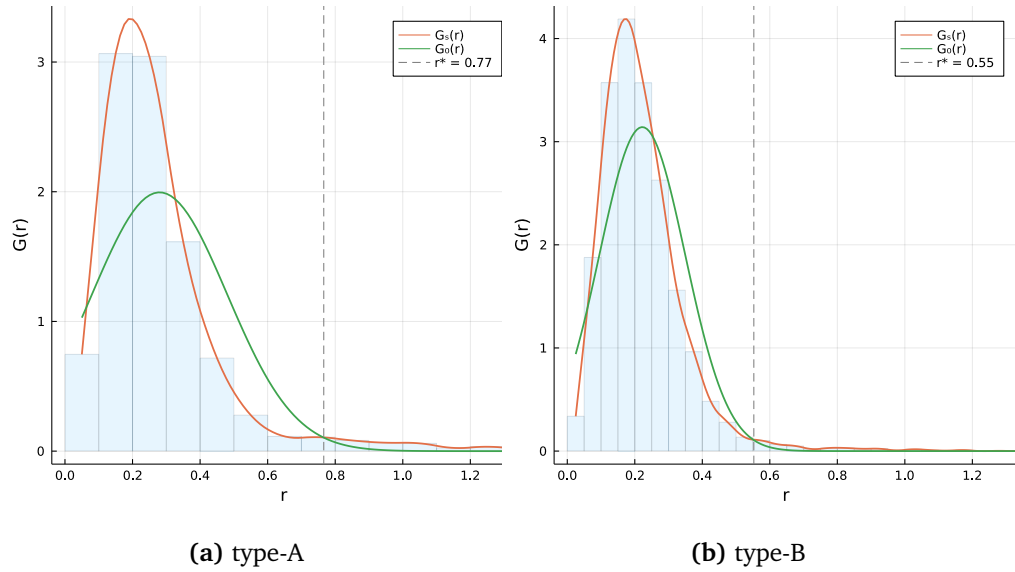 Gₛ(r)
G₀(r)
r* = 0.77
3
2
1
0
G(r)
0.0 0.2 0.4 0.6 0.8 1.0 1.2
r
(a) type-A
Gₛ(r)
G₀(r)
r* = 0.55
4
3
2
1
0
G(r)
0.0 0.2 0.4 0.6 0.8 1.0 1.2
r
(b) type-B